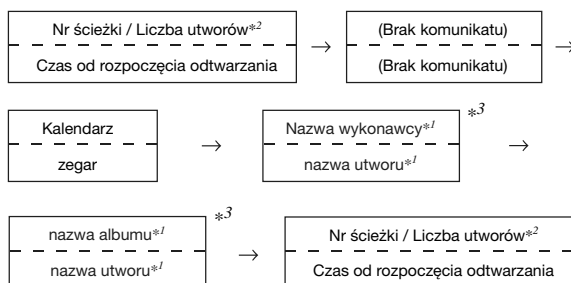 Nr ścieżki / Liczba utworów*2
Czas od rozpoczęcia odtwarzania
→
(Brak komunikatu)
(Brak komunikatu)
→
Kalendarz
zegar
→
Nazwa wykonawcy*1
nazwa utworu*1
*3
→
nazwa albumu*1
nazwa utworu*1
*3
→
Nr ścieżki / Liczba utworów*2
Czas od rozpoczęcia odtwarzania